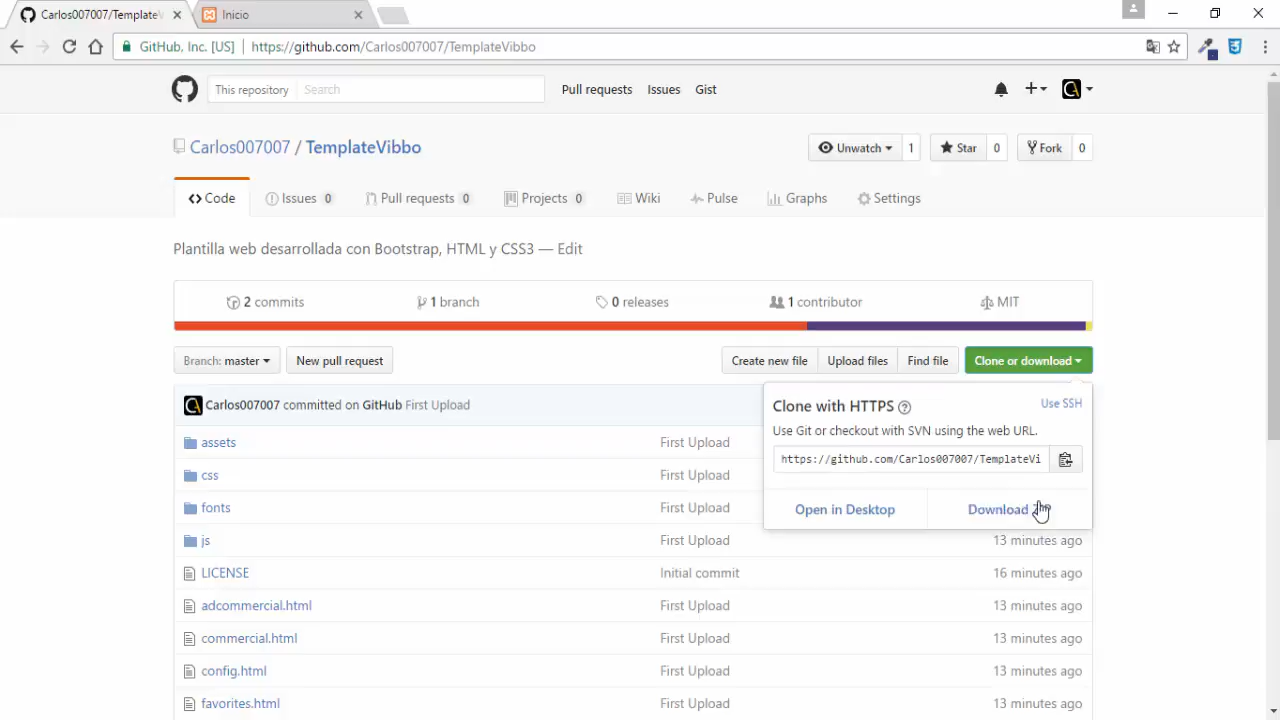 Carlos007007/TemplateV
Inicio
GitHub, Inc. [US]
https://github.com/Carlos007007/TemplateVibbo
This repository
Search
Pull requests
Issues
Gist
Carlos007007 / TemplateVibbo
Unwatch 1
Star 0
Fork 0
Code
Issues 0
Pull requests 0
Projects 0
Wiki
Pulse
Graphs
Settings
Plantilla web desarrollada con Bootstrap, HTML y CSS3 — Edit
2 commits
1 branch
0 releases
1 contributor
MIT
Branch: master
New pull request
Create new file
Upload files
Find file
Clone or download
Carlos007007 committed on GitHub First Upload
Clone with HTTPS
Use SSH
Use Git or checkout with SVN using the web URL.
https://github.com/Carlos007007/TemplateVi
Open in Desktop
Download
assets First Upload
css First Upload
fonts First Upload
js First Upload 13 minutes ago
LICENSE Initial commit 16 minutes ago
adcommercial.html First Upload 13 minutes ago
commercial.html First Upload 13 minutes ago
config.html First Upload 13 minutes ago
favorites.html First Upload 13 minutes ago